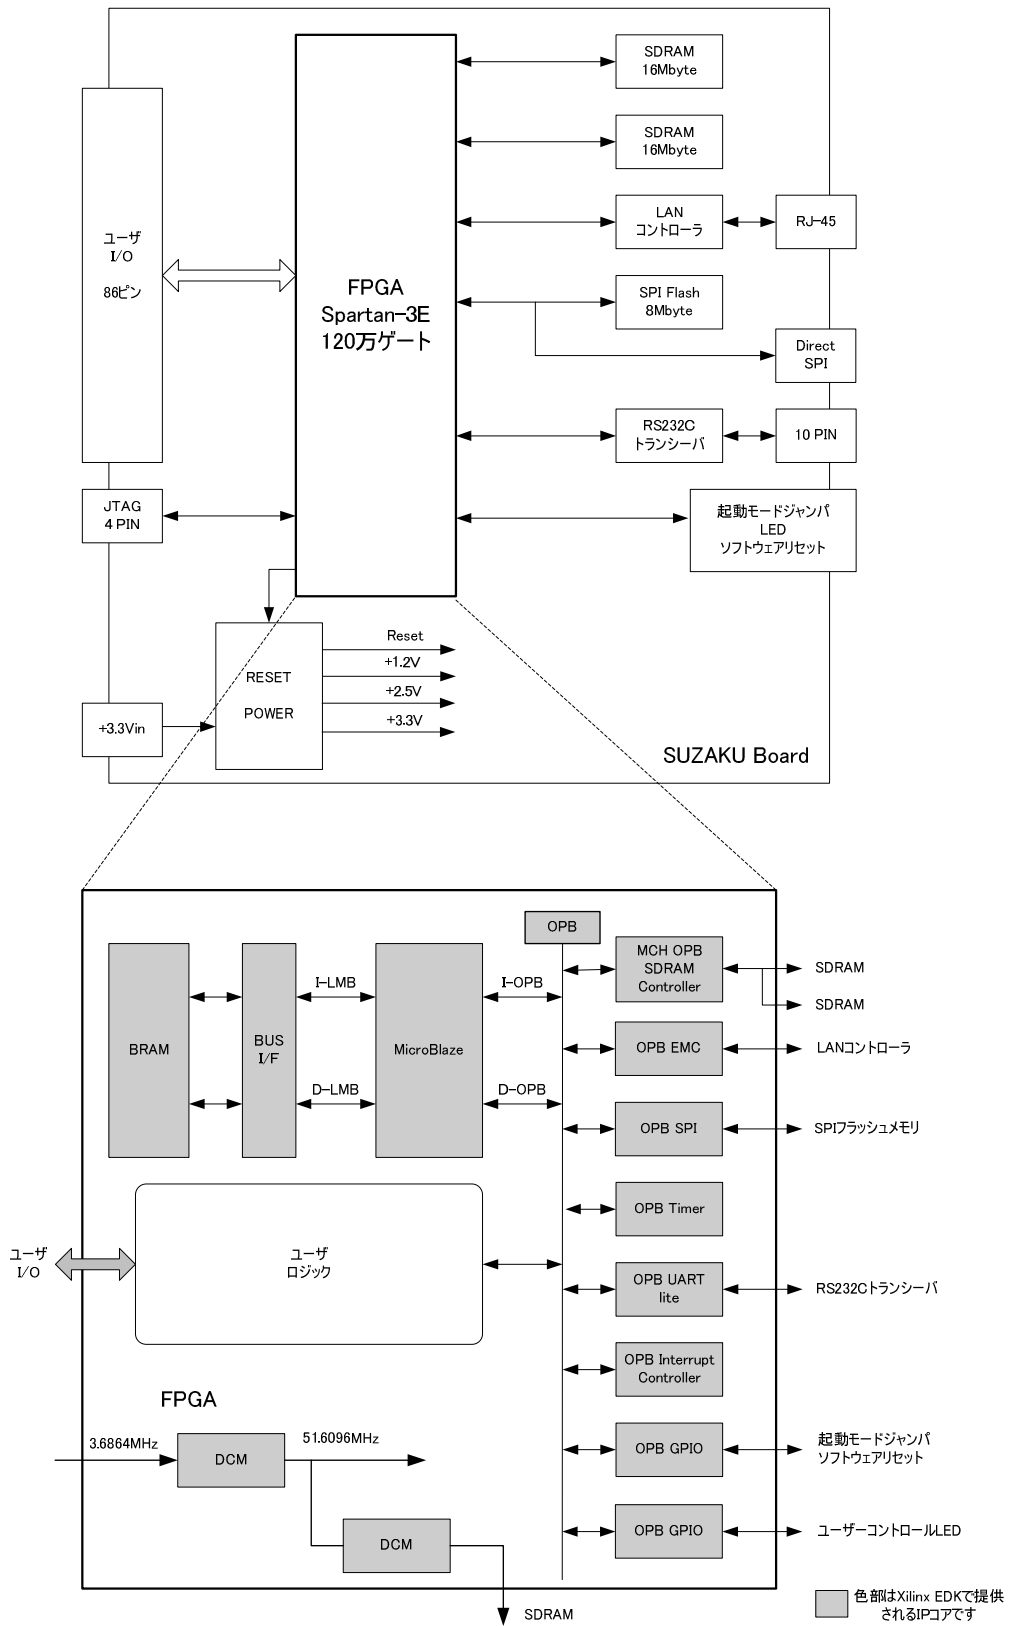 SDRAM
16Mbyte
SDRAM
16Mbyte
LAN
コントローラ
RJ-45
ユーザ
I/O
86ピン
FPGA
Spartan-3E
120万ゲート
SPI Flash
8Mbyte
Direct
SPI
RS232C
トランシーバ
10 PIN
JTAG
4 PIN
起動モードジャンパ
LED
ソフトウェアリセット
RESET
POWER
Reset
+1.2V
+2.5V
+3.3V
+3.3Vin
SUZAKU Board
OPB
BRAM
BUS
I/F
I-LMB
D-LMB
MicroBlaze
I-OPB
D-OPB
MCH OPB
SDRAM
Controller
SDRAM
SDRAM
OPB EMC
LANコントローラ
OPB SPI
SPIフラッシュメモリ
OPB Timer
ユーザ
I/O
ユーザ
ロジック
OPB UART
lite
RS232Cトランシーバ
OPB Interrupt
Controller
FPGA
3.6864MHz
DCM
51.6096MHz
OPB GPIO
起動モードジャンパ
ソフトウェアリセット
DCM
OPB GPIO
ユーザーコントロールLED
SDRAM
色部はXilinx EDKで提供
されるIPコアです